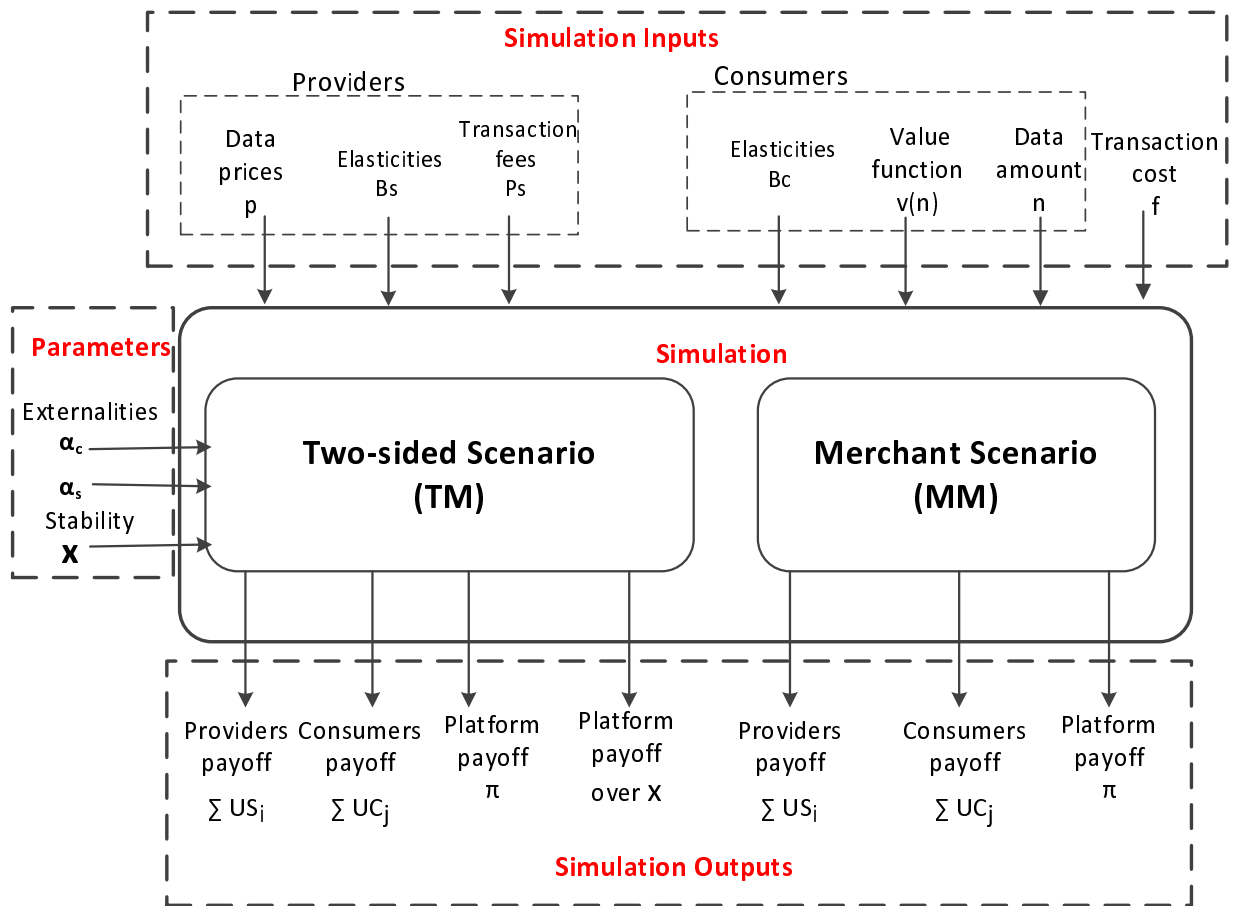 Simulation Inputs
Providers
Consumers
Data
prices
p
Elasticities
Bs
Transaction
fees
Ps
Elasticities
Bc
Value
function
v(n)
Data
amount
n
Transaction
cost
f
Parameters
Externalities
αc
αs
Stability
X
Simulation
Two-sided Scenario
(TM)
Merchant Scenario
(MM)
Providers
payoff
∑ USi
Consumers
payoff
∑ UCj
Platform
payoff
π
Platform
payoff
over X
Providers
payoff
∑ USi
Consumers
payoff
∑ UCj
Platform
payoff
π
Simulation Outputs